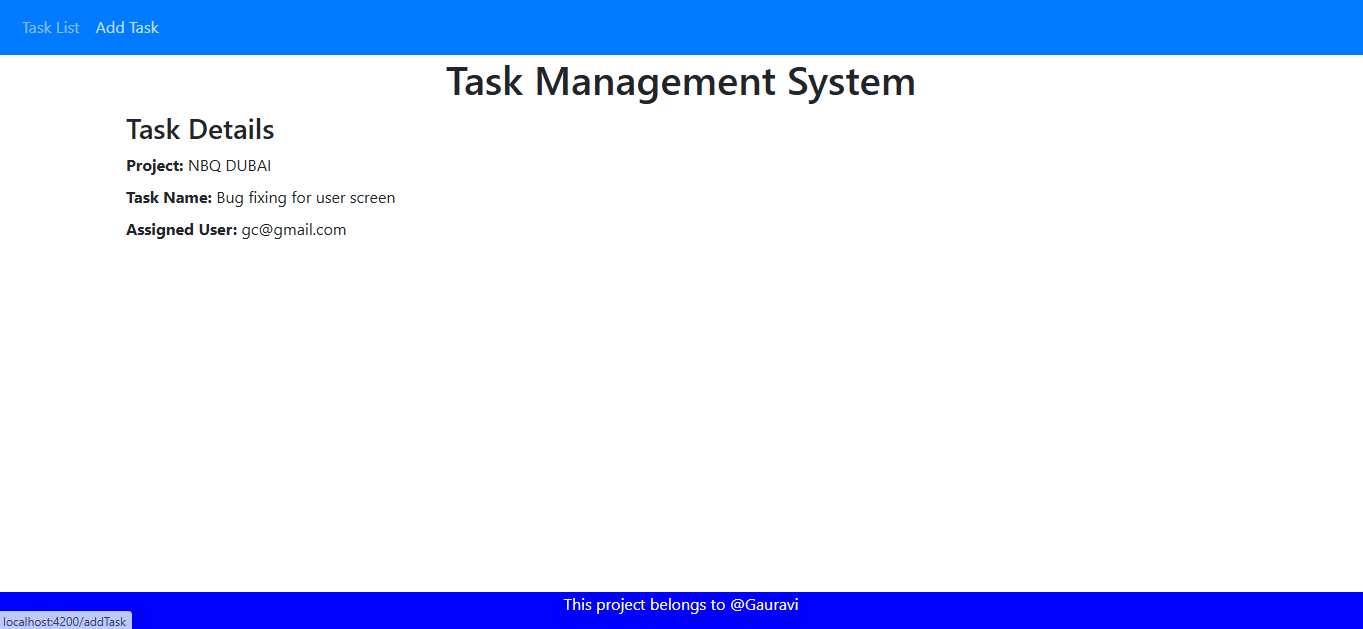 Task List Add Task
Task Management System
Task Details
Project: NBQ DUBAI
Task Name: Bug fixing for user screen
Assigned User: gc@gmail.com
This project belongs to @Gauravi
localhost:4200/addTask